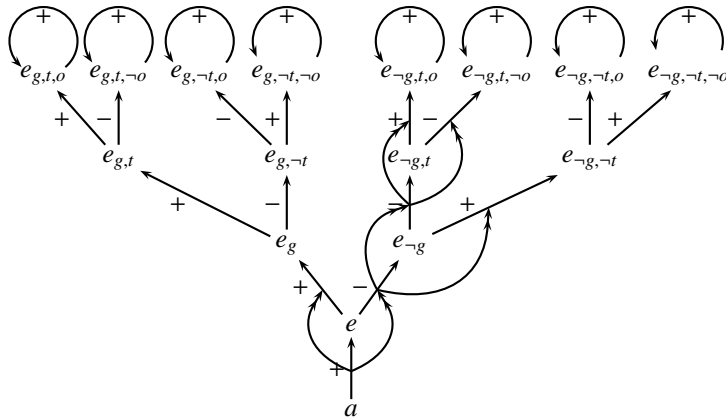 + + + + + + + +
e_{g,t,o} e_{g,t,¬o} e_{g,¬t,o} e_{g,¬t,¬o} e_{¬g,t,o} e_{¬g,t,¬o} e_{¬g,¬t,o} e_{¬g,¬t,¬o}
+ − − + + − − +
e_{g,t} e_{g,¬t} e_{¬g,t} e_{¬g,¬t}
+ − − +
e_g e_{¬g}
+ −
e
+
a